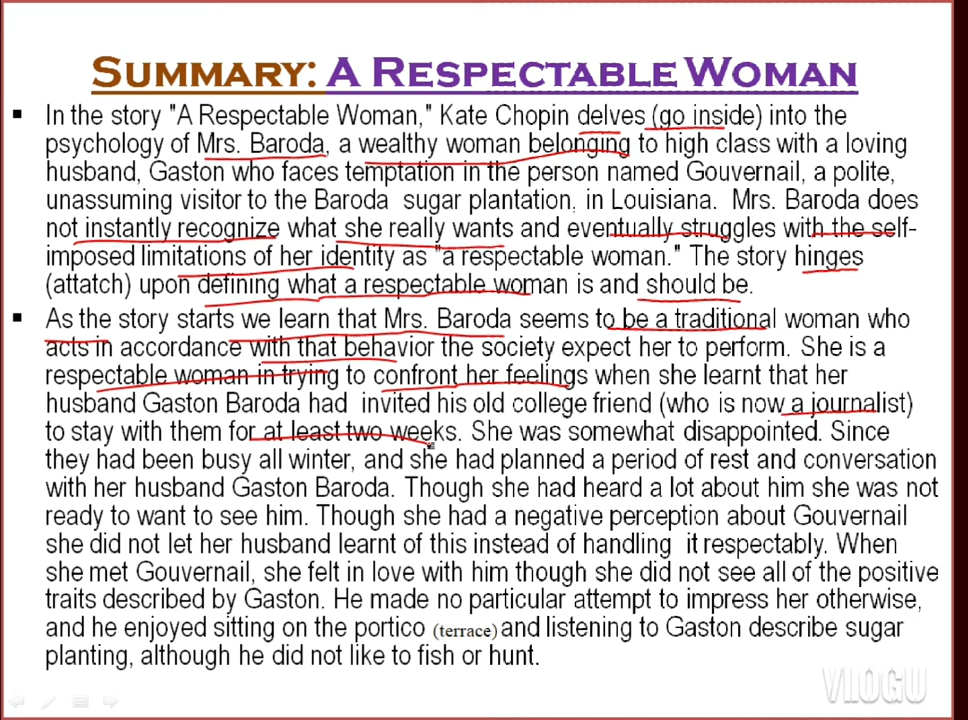 SUMMARY: A RESPECTABLE WOMAN
▪ In the story "A Respectable Woman," Kate Chopin delves (go inside) into the
psychology of Mrs. Baroda, a wealthy woman belonging to high class with a loving
husband, Gaston who faces temptation in the person named Gouvernail, a polite,
unassuming visitor to the Baroda sugar plantation, in Louisiana. Mrs. Baroda does
not instantly recognize what she really wants and eventually struggles with the self-
imposed limitations of her identity as "a respectable woman." The story hinges
(attatch) upon defining what a respectable woman is and should be.
▪ As the story starts we learn that Mrs. Baroda seems to be a traditional woman who
acts in accordance with that behavior the society expect her to perform. She is a
respectable woman in trying to confront her feelings when she learnt that her
husband Gaston Baroda had invited his old college friend (who is now a journalist)
to stay with them for at least two weeks. She was somewhat disappointed. Since
they had been busy all winter, and she had planned a period of rest and conversation
with her husband Gaston Baroda. Though she had heard a lot about him she was not
ready to want to see him. Though she had a negative perception about Gouvernail
she did not let her husband learnt of this instead of handling it respectably. When
she met Gouvernail, she felt in love with him though she did not see all of the positive
traits described by Gaston. He made no particular attempt to impress her otherwise,
and he enjoyed sitting on the portico (terrace) and listening to Gaston describe sugar
planting, although he did not like to fish or hunt.
VLOGU